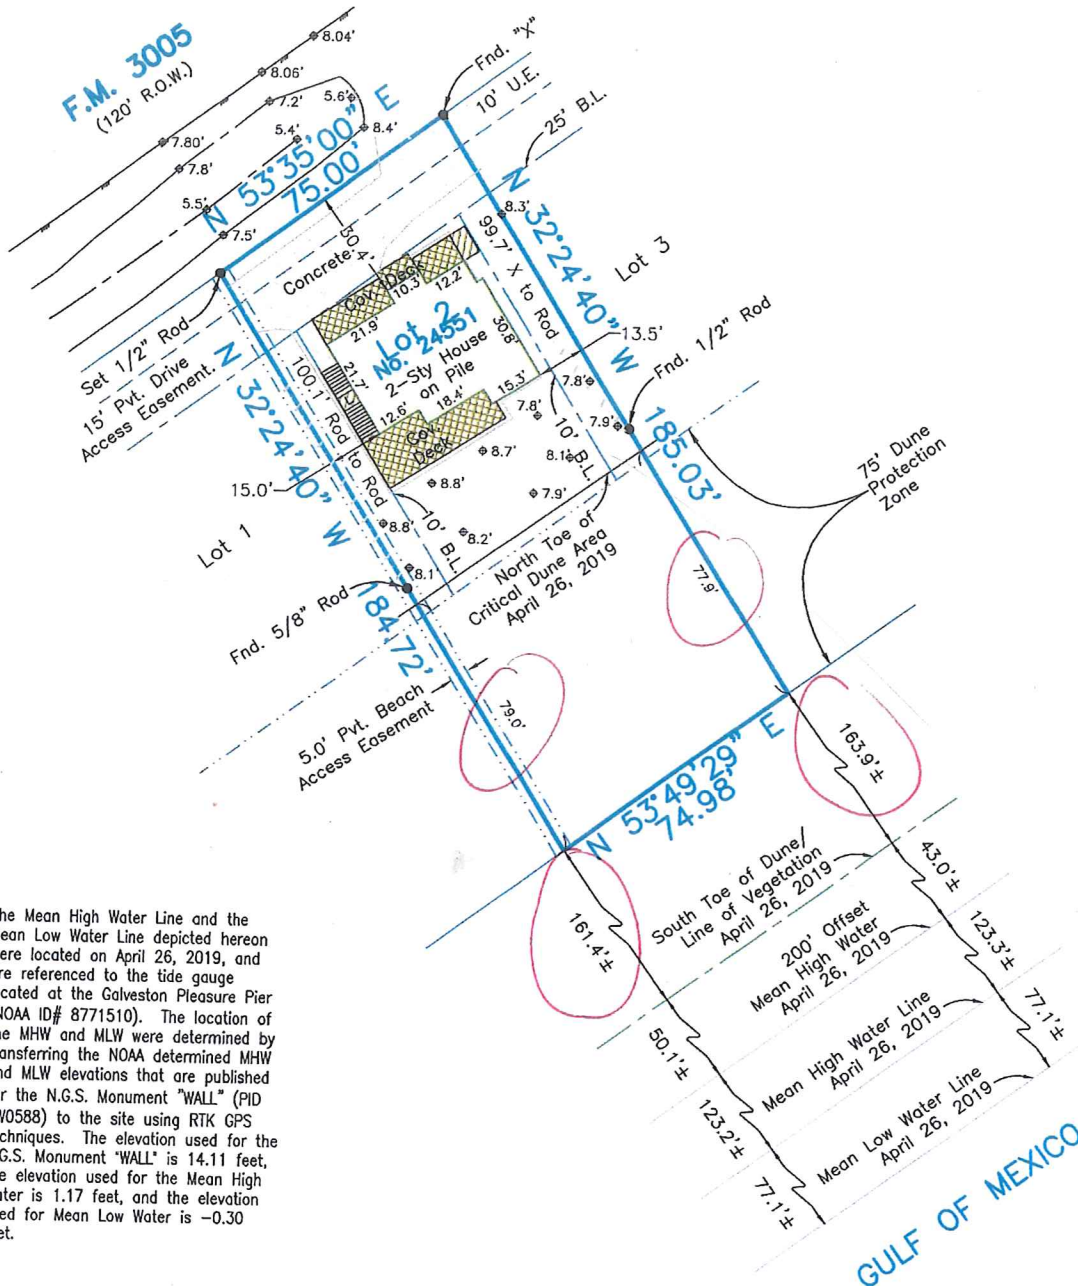 F.M. 3005
(120' R.O.W.)
8.04'
8.06'
7.2'
5.6'
7.80'
7.8'
5.4'
8.4'
5.5'
7.5'
Fnd. "X"
10' U.E.
25' B.L.
N 53°35'00" E
75.00'
8.3'
N 32°24'40" W
185.03'
Lot 3
30.4'
Concrete
99.7' X to Rod
Cov. Deck
10.3'
12.2'
21.9'
Lot 2
No. 24551
2-Sty House
on Pile
30.8'
13.5'
Fnd. 1/2" Rod
Set 1/2" Rod
15' Pvt. Drive
Access Easement
N 32°24'40" W
184.72'
100.1' Rod to Rod
21.7'
12.6'
18.4'
15.3'
Cov.
Deck
7.8'
7.8'
7.9'
10' B.L.
8.7'
8.1'
8.8'
7.9'
15.0'
8.8'
10' B.L.
8.2'
8.1'
Lot 1
75' Dune
Protection
Zone
North Toe of
Critical Dune Area
April 26, 2019
77.9'
Fnd. 5/8" Rod
5.0' Pvt. Beach
Access Easement
79.0'
N 53°49'29" E
74.98'
163.9'±
161.4'±
South Toe of Dune/
Line of Vegetation
April 26, 2019
43.0'±
200' Offset
Mean High Water
April 26, 2019
123.3'±
50.1'±
Mean High Water Line
April 26, 2019
77.1'±
123.2'±
Mean Low Water Line
April 26, 2019
77.1'±
GULF OF MEXICO
he Mean High Water Line and the
ean Low Water Line depicted hereon
ere located on April 26, 2019, and
re referenced to the tide gauge
cated at the Galveston Pleasure Pier
NOAA ID# 8771510). The location of
he MHW and MLW were determined by
ansferring the NOAA determined MHW
nd MLW elevations that are published
r the N.G.S. Monument "WALL" (PID
W0588) to the site using RTK GPS
chniques. The elevation used for the
G.S. Monument "WALL" is 14.11 feet,
e elevation used for the Mean High
ater is 1.17 feet, and the elevation
ed for Mean Low Water is -0.30
et.